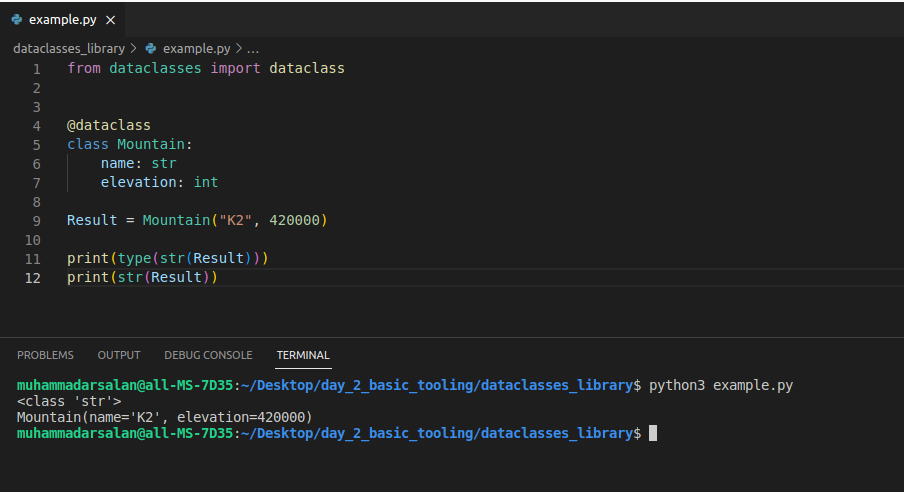 example.py ×
dataclasses_library > example.py > ...
1 from dataclasses import dataclass
2
3
4 @dataclass
5 class Mountain:
6     name: str
7     elevation: int
8
9 Result = Mountain("K2", 420000)
10
11 print(type(str(Result)))
12 print(str(Result))
PROBLEMS OUTPUT DEBUG CONSOLE TERMINAL
muhammadarsalan@all-MS-7D35:~/Desktop/day_2_basic_tooling/dataclasses_library$ python3 example.py
<class 'str'>
Mountain(name='K2', elevation=420000)
muhammadarsalan@all-MS-7D35:~/Desktop/day_2_basic_tooling/dataclasses_library$